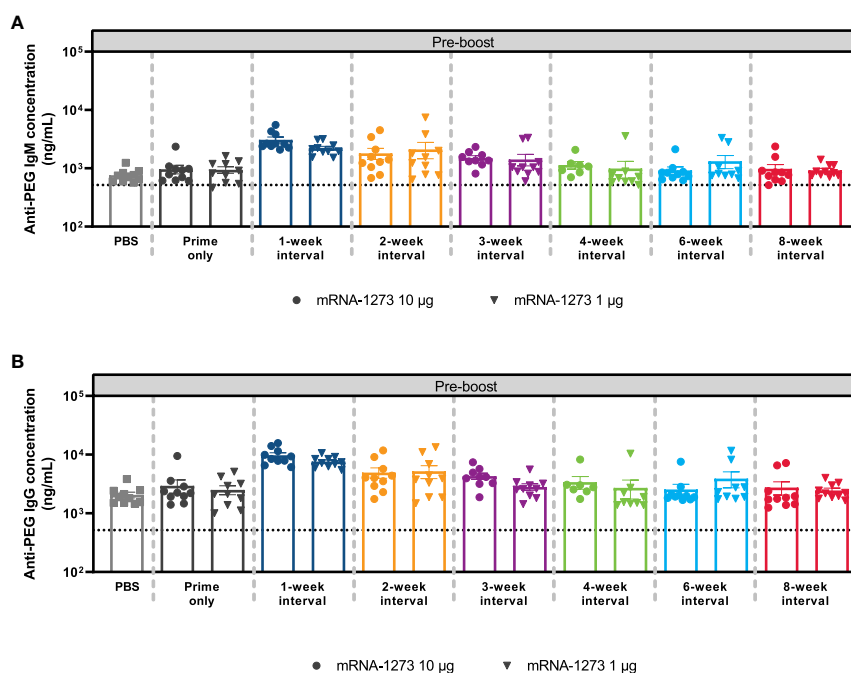 A
Pre-boost
Anti-PEG IgM concentration
(ng/mL)
10⁵
10⁴
10³
10²
PBS
Prime
only
1-week
interval
2-week
interval
3-week
interval
4-week
interval
6-week
interval
8-week
interval
mRNA-1273 10 µg
mRNA-1273 1 µg
B
Pre-boost
Anti-PEG IgG concentration
(ng/mL)
10⁵
10⁴
10³
10²
PBS
Prime
only
1-week
interval
2-week
interval
3-week
interval
4-week
interval
6-week
interval
8-week
interval
mRNA-1273 10 µg
mRNA-1273 1 µg